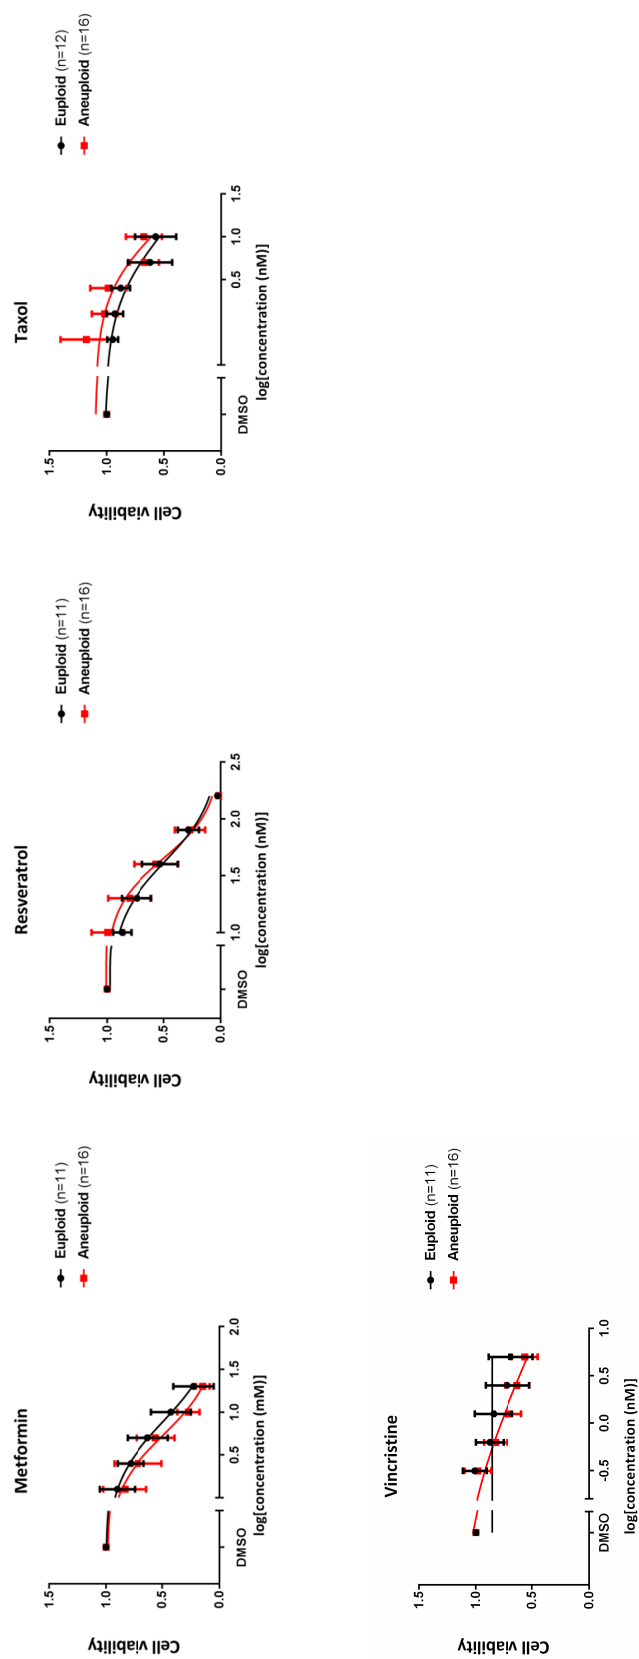 Metformin
Cell viability
1.5
1.0
0.5
0.0
DMSO
0.5
1.0
1.5
2.0
log[concentration (mM)]
Euploid (n=11)
Aneuploid (n=16)
Resveratrol
Cell viability
1.5
1.0
0.5
0.0
DMSO
1.0
1.5
2.0
2.5
log[concentration (nM)]
Euploid (n=11)
Aneuploid (n=16)
Taxol
Cell viability
1.5
1.0
0.5
0.0
DMSO
0.5
1.0
1.5
log[concentration (nM)]
Euploid (n=12)
Aneuploid (n=16)
Vincristine
Cell viability
1.5
1.0
0.5
0.0
DMSO
-0.5
0.0
0.5
1.0
log[concentration (nM)]
Euploid (n=11)
Aneuploid (n=16)